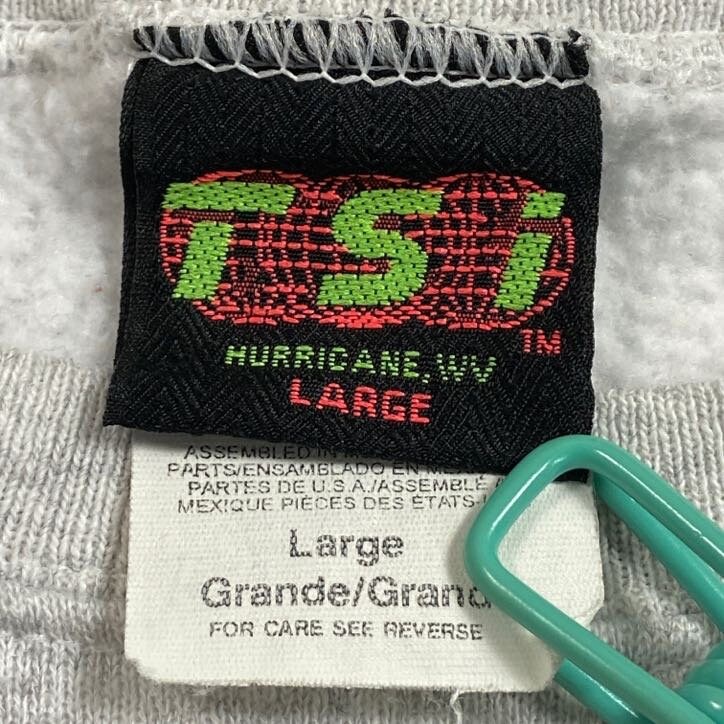 TSi
TM
HURRICANE, WV
LARGE
ASSEMBLED IN
PARTS/ENSAMBLADO EN
PARTES DE U.S.A./ASSEMBLÉ
MEXIQUE PIÈCES DES ÉTATS-
Large
Grande/Grand
FOR CARE SEE REVERSE